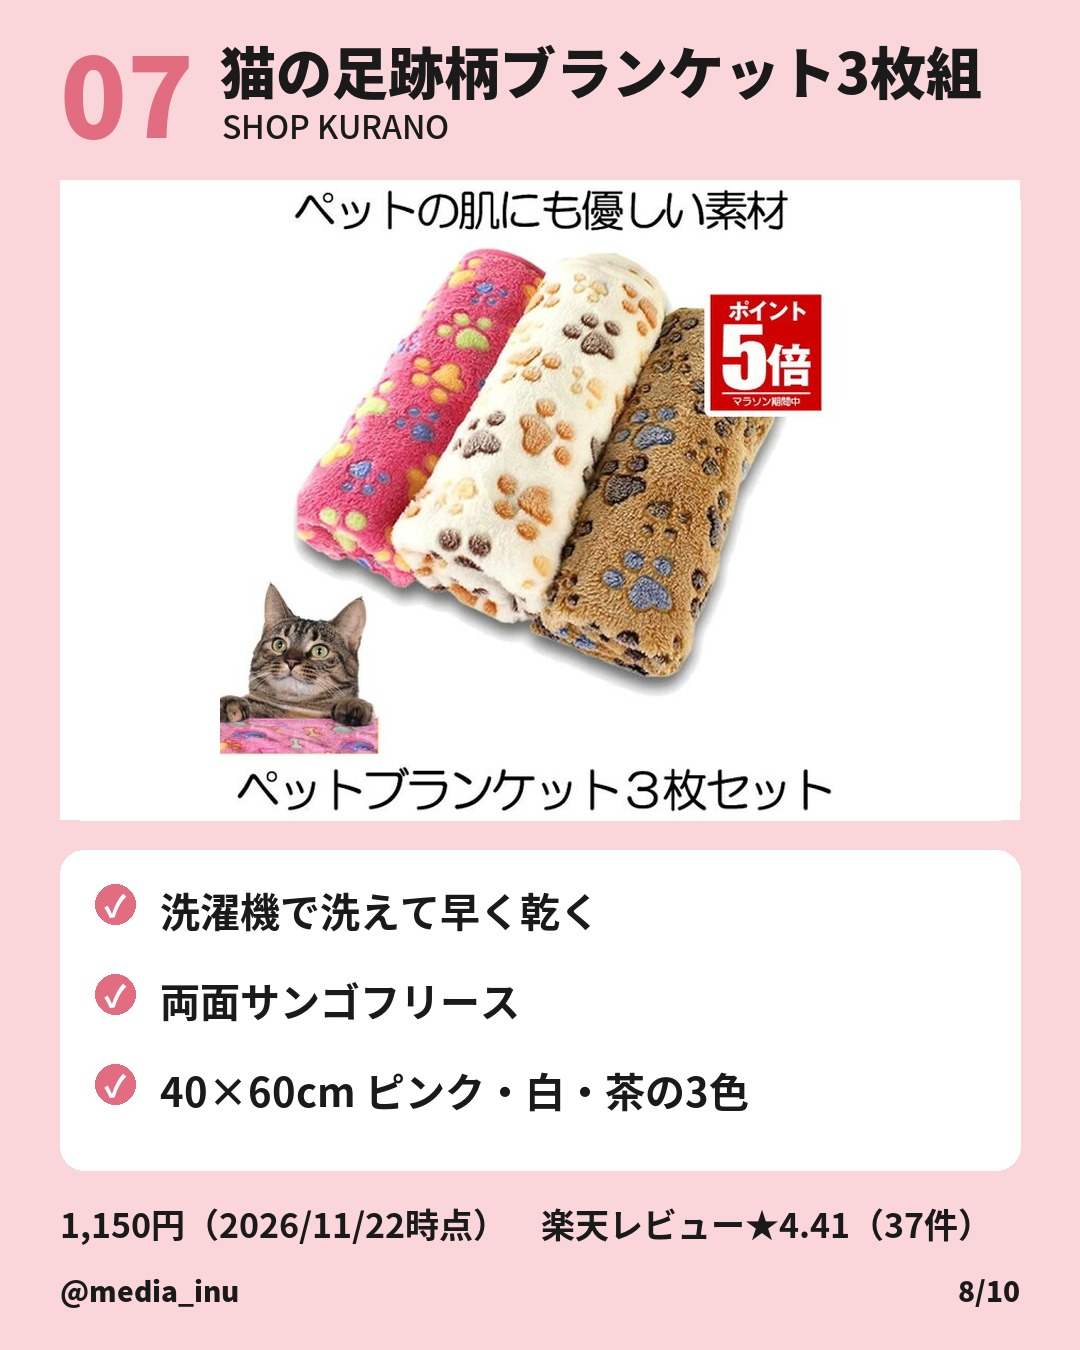 07
猫の足跡柄ブランケット3枚組
SHOP KURANO
ペットの肌にも優しい素材
ポイント
5倍
マラソン期間中
ペットブランケット３枚セット
洗濯機で洗えて早く乾く
両面サンゴフリース
40×60cm ピンク・白・茶の3色
1,150円（2026/11/22時点）　楽天レビュー★4.41（37件）
@media_inu
8/10